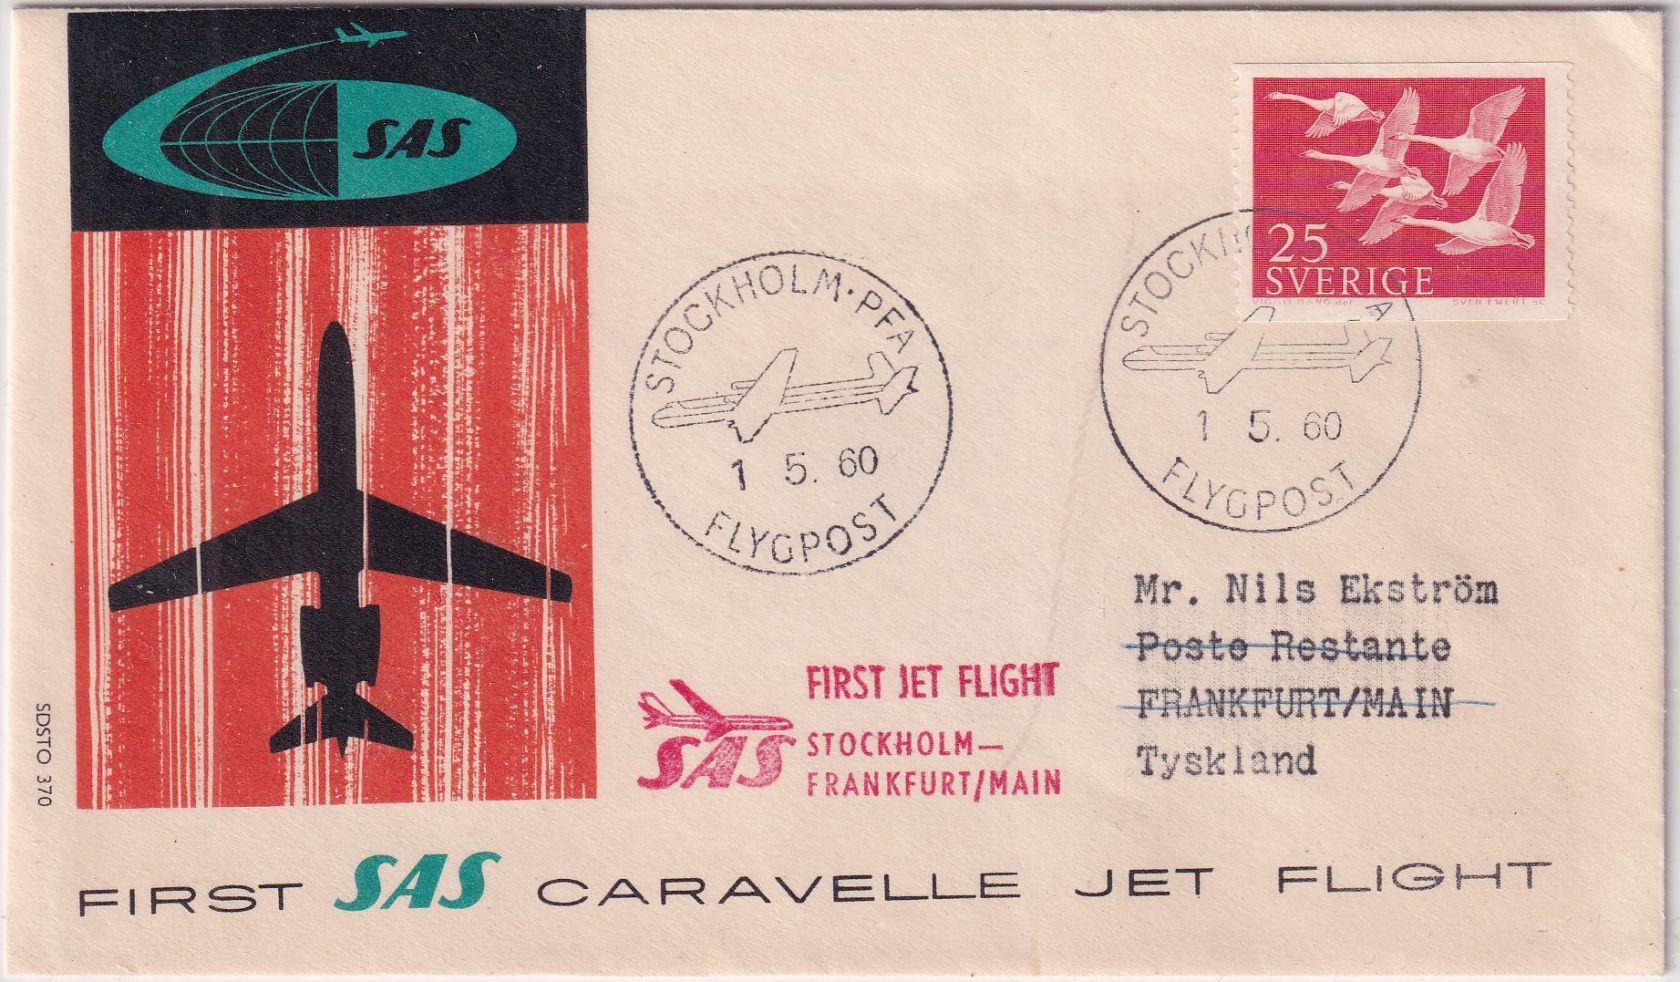 SAS
25
SVERIGE
VIGGO BANG del
SVEN EWERT sc
STOCKHOLM·PFA
1 5. 60
FLYGPOST
1 5. 60
FLYGPOST
Mr. Nils Ekström
Poste Restante
FRANKFURT/MAIN
Tyskland
FIRST JET FLIGHT
SAS
STOCKHOLM—
FRANKFURT/MAIN
SDSTO 370
FIRST SAS CARAVELLE JET FLIGHT